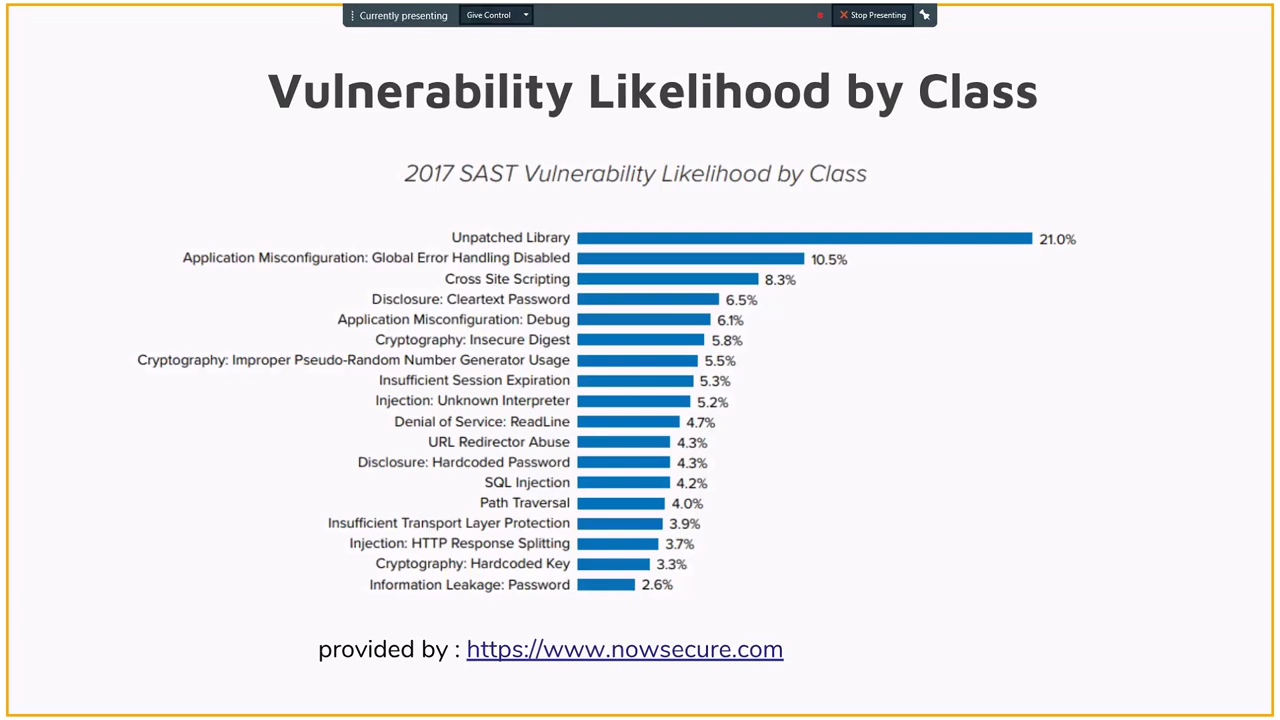 Currently presenting
Give Control
Stop Presenting
Vulnerability Likelihood by Class
2017 SAST Vulnerability Likelihood by Class
Unpatched Library 21.0%
Application Misconfiguration: Global Error Handling Disabled 10.5%
Cross Site Scripting 8.3%
Disclosure: Cleartext Password 6.5%
Application Misconfiguration: Debug 6.1%
Cryptography: Insecure Digest 5.8%
Cryptography: Improper Pseudo-Random Number Generator Usage 5.5%
Insufficient Session Expiration 5.3%
Injection: Unknown Interpreter 5.2%
Denial of Service: ReadLine 4.7%
URL Redirector Abuse 4.3%
Disclosure: Hardcoded Password 4.3%
SQL Injection 4.2%
Path Traversal 4.0%
Insufficient Transport Layer Protection 3.9%
Injection: HTTP Response Splitting 3.7%
Cryptography: Hardcoded Key 3.3%
Information Leakage: Password 2.6%
provided by : https://www.nowsecure.com